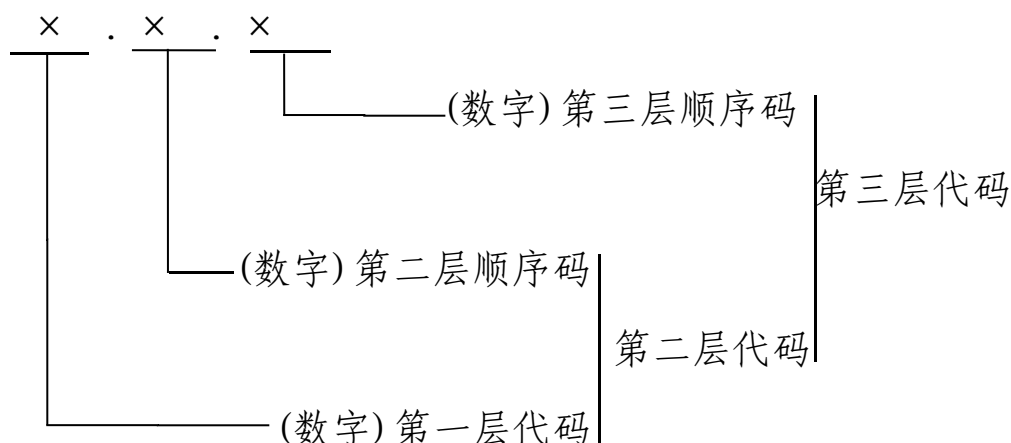 × . × . ×
(数字) 第三层顺序码
第三层代码
(数字) 第二层顺序码
第二层代码
(数字) 第一层代码